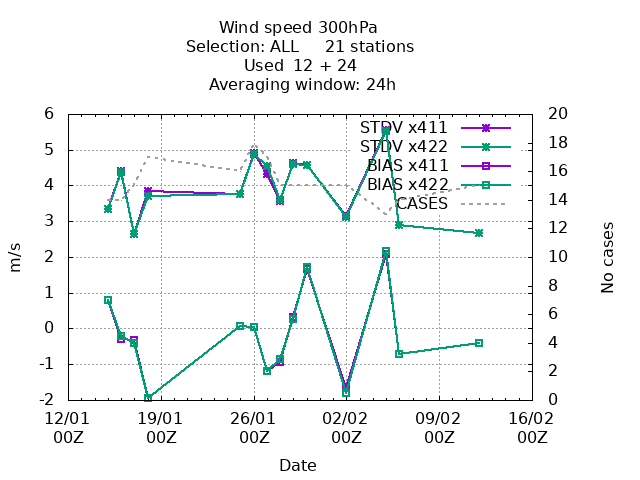 Wind speed 300hPa
Selection: ALL 21 stations
Used 12 + 24
Averaging window: 24h
m/s
6
5
4
3
2
1
0
-1
-2
STDV x411
STDV x422
BIAS x411
BIAS x422
CASES
20
18
16
14
12
10
8
6
4
2
0
No cases
12/01 00Z
19/01 00Z
26/01 00Z
02/02 00Z
09/02 00Z
16/02 00Z
Date